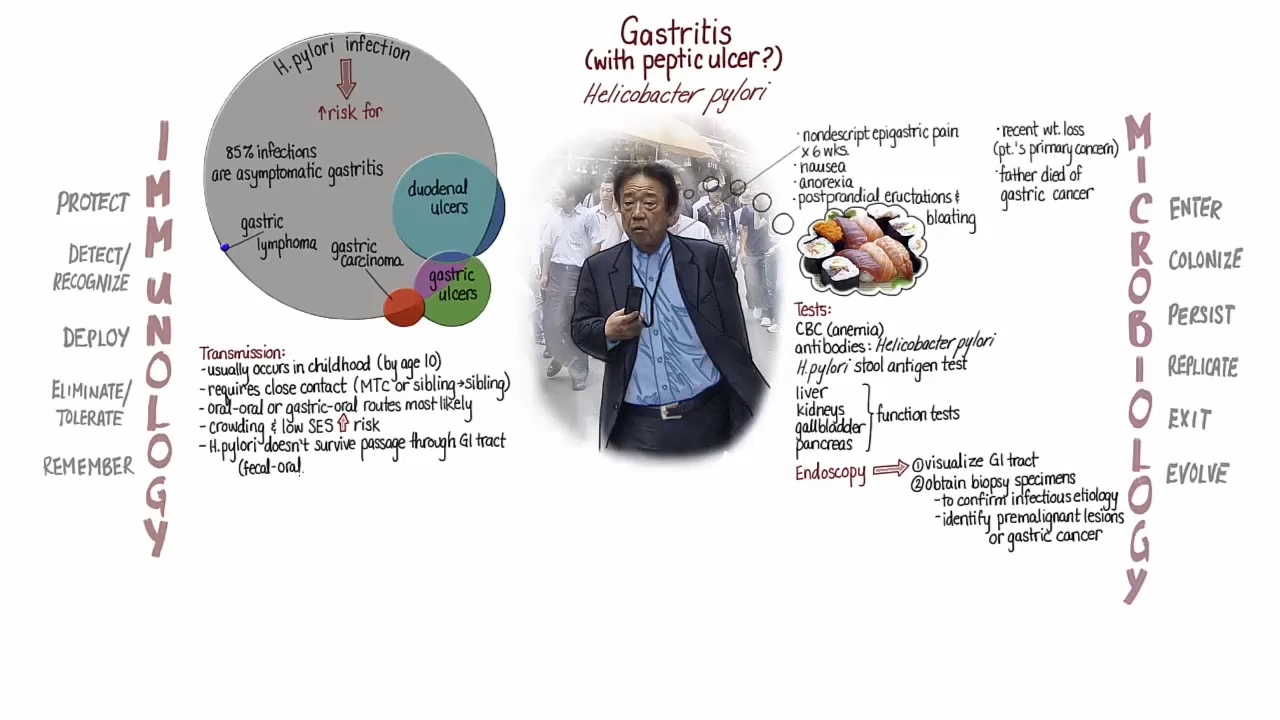 Gastritis
(with peptic ulcer?)
Helicobacter pylori
H. pylori infection
↑risk for
85% infections
are asymptomatic gastritis
duodenal
ulcers
gastric
lymphoma
gastric
carcinoma
gastric
ulcers
Transmission:
-usually occurs in childhood (by age 10)
-requires close contact (MTC or sibling→sibling)
-oral-oral or gastric-oral routes most likely
-crowding & low SES ⇧ risk
-H.pylori doesn't survive passage through GI tract
(fecal-oral
· nondescript epigastric pain
x 6 wks.
· nausea
· anorexia
· postprandial eructations &
bloating
· recent wt. loss
(pt.'s primary concern)
· father died of
gastric cancer
Tests:
CBC (anemia)
antibodies: Helicobacter pylori
H. pylori stool antigen test
liver
kidneys
gallbladder
pancreas
function tests
Endoscopy ⇒ ①visualize GI tract
②obtain biopsy specimens
-to confirm infectious etiology
-identify premalignant lesions
or gastric cancer
IMMUNOLOGY
PROTECT
DETECT/
RECOGNIZE
DEPLOY
ELIMINATE/
TOLERATE
REMEMBER
MICROBIOLOGY
ENTER
COLONIZE
PERSIST
REPLICATE
EXIT
EVOLVE